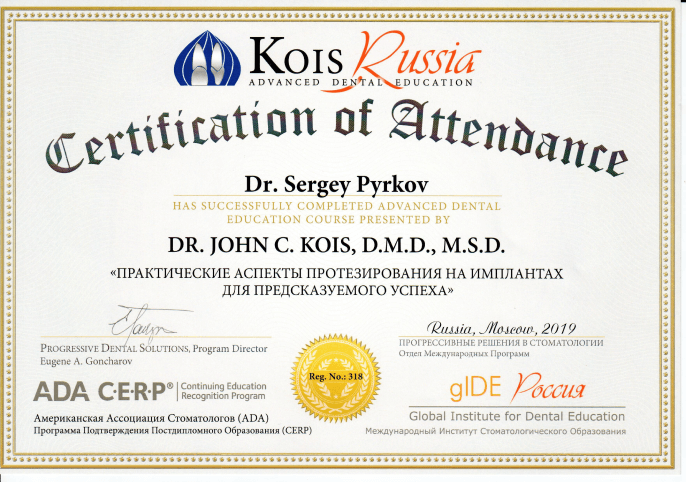 KOIS Russia
ADVANCED DENTAL EDUCATION
Certification of Attendance
Dr. Sergey Pyrkov
HAS SUCCESSFULLY COMPLETED ADVANCED DENTAL
EDUCATION COURSE PRESENTED BY
DR. JOHN C. KOIS, D.M.D., M.S.D.
«ПРАКТИЧЕСКИЕ АСПЕКТЫ ПРОТЕЗИРОВАНИЯ НА ИМПЛАНТАХ
ДЛЯ ПРЕДСКАЗУЕМОГО УСПЕХА»
PROGRESSIVE DENTAL SOLUTIONS, Program Director
Eugene A. Goncharov
Russia, Moscow, 2019
ПРОГРЕССИВНЫЕ РЕШЕНИЯ В СТОМАТОЛОГИИ
Отдел Международных Программ
Reg. No.: 318
ADA C·E·R·P® | Continuing Education
Recognition Program
Американская Ассоциация Стоматологов (ADA)
Программа Подтверждения Постдипломного Образования (CERP)
gIDE Россия
Global Institute for Dental Education
Международный Институт Стоматологического Образования